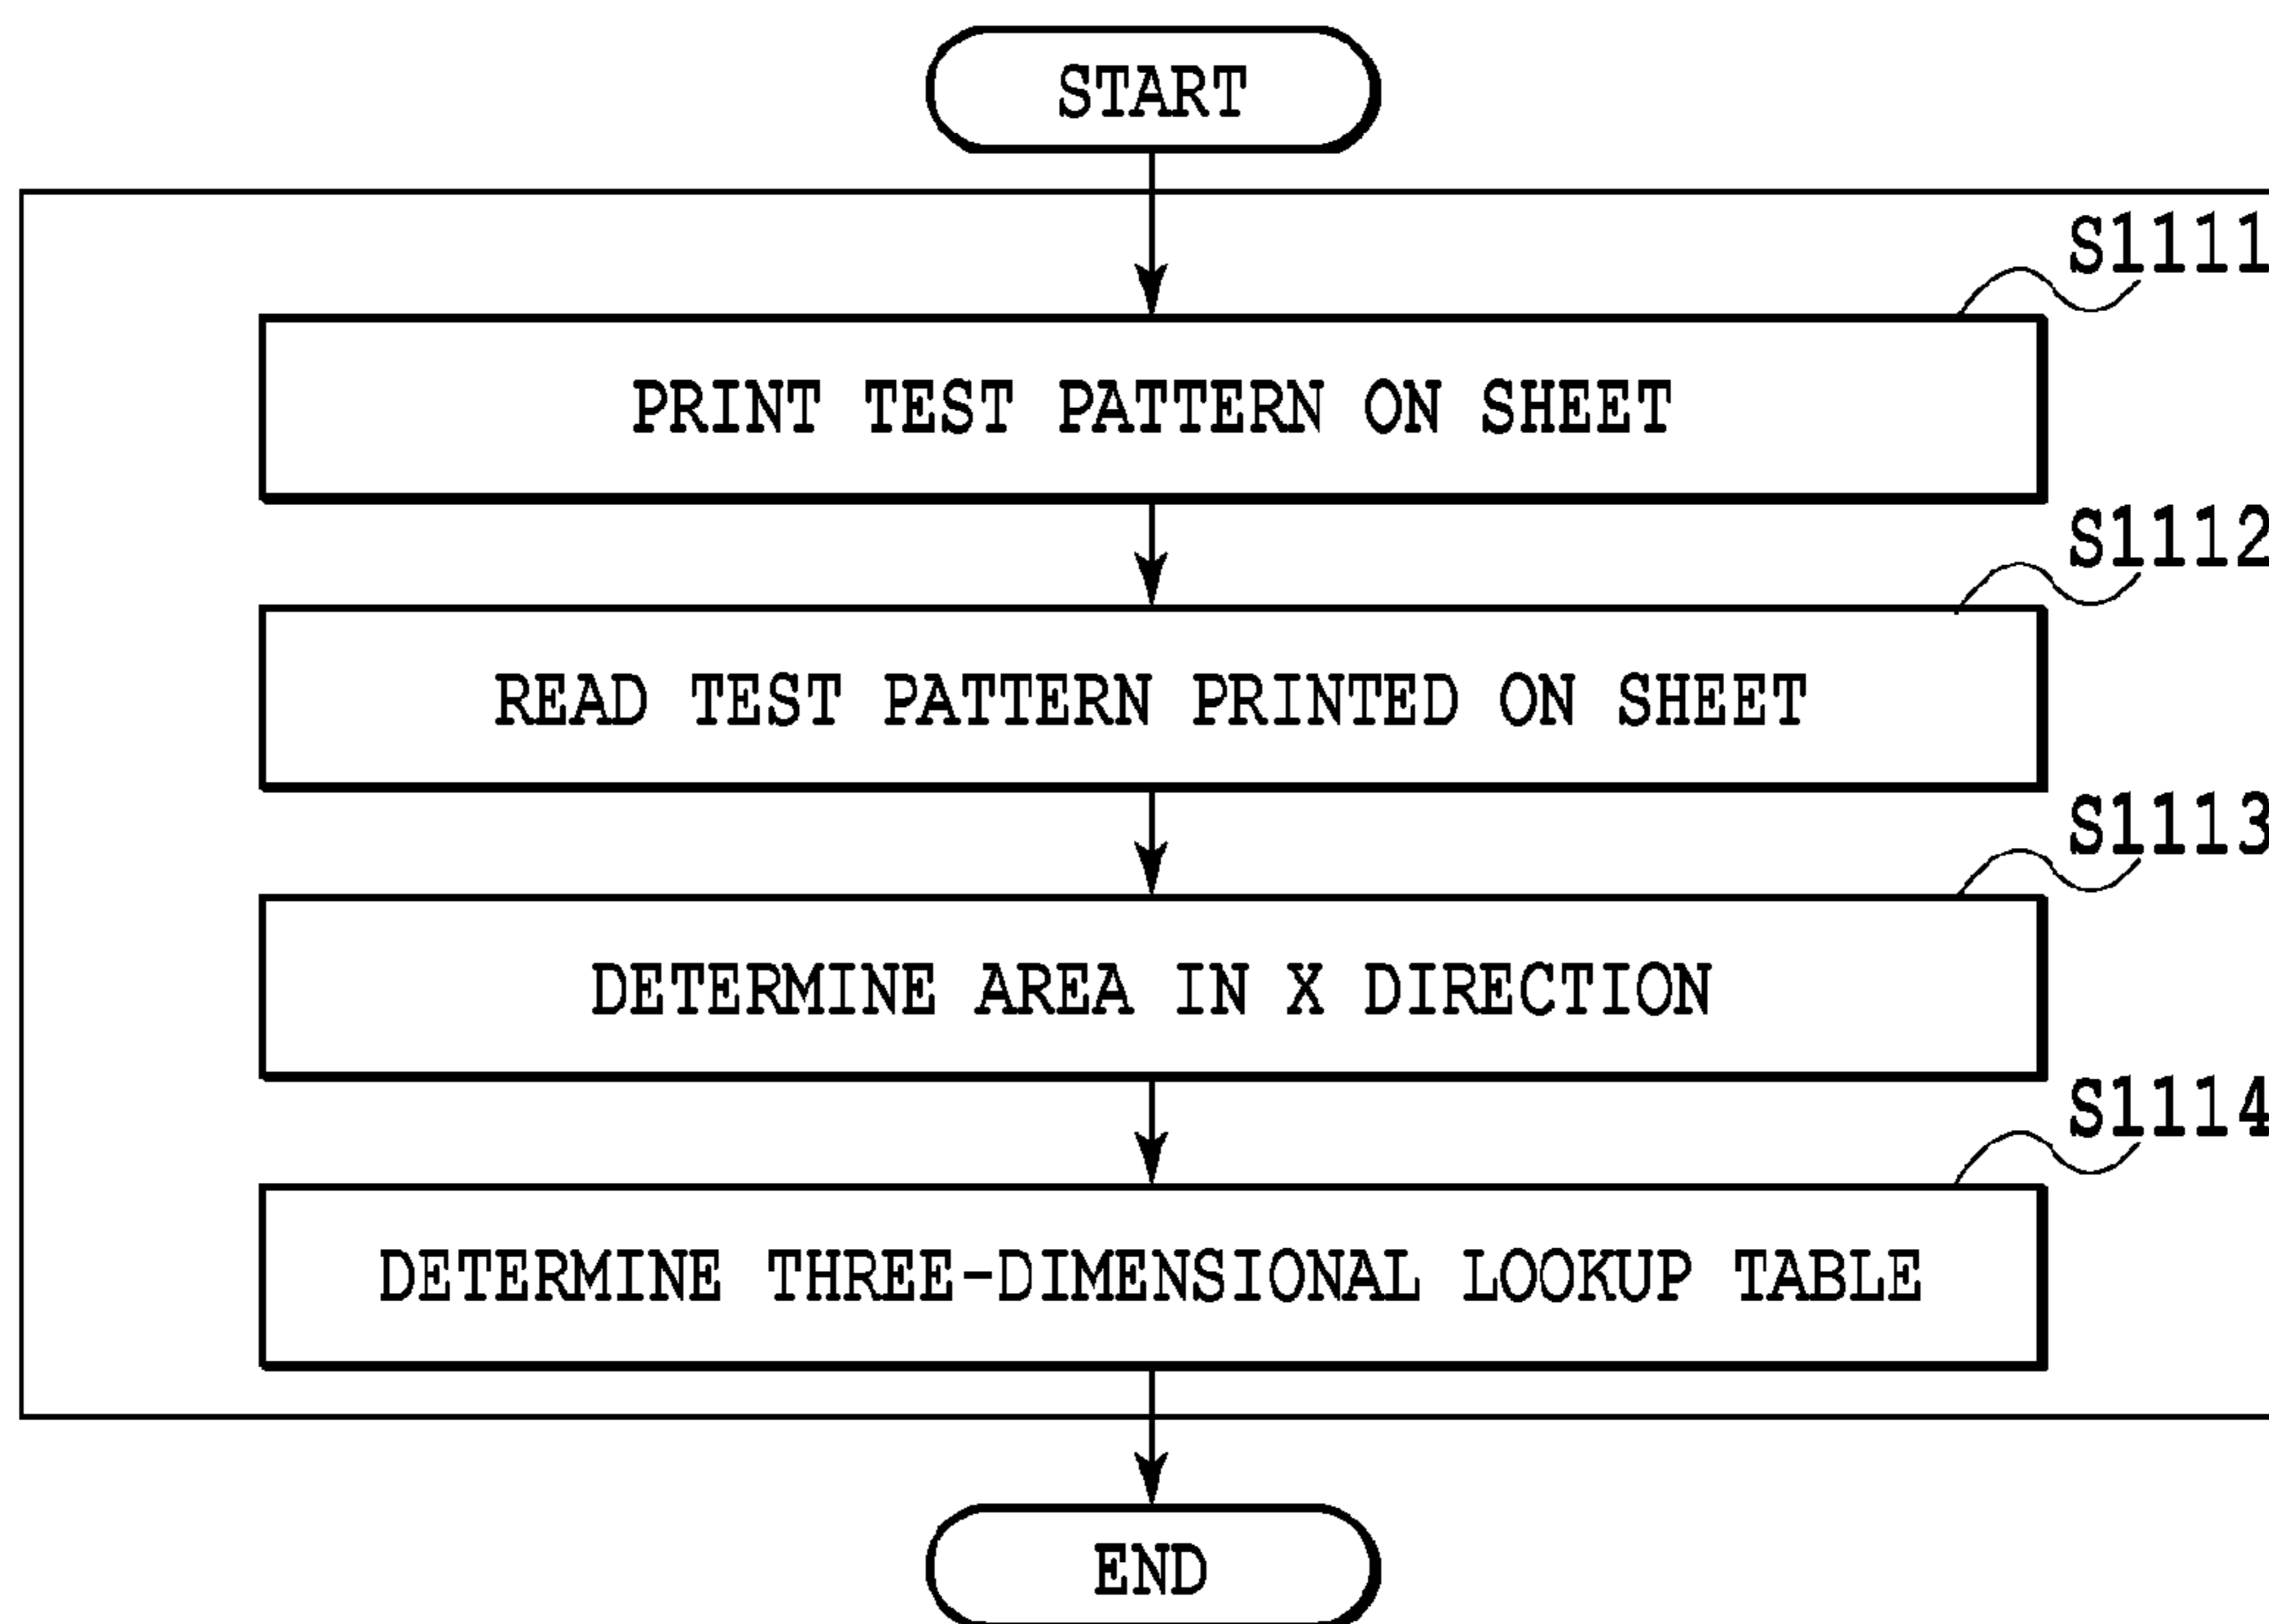 START
S1111
PRINT TEST PATTERN ON SHEET
S1112
READ TEST PATTERN PRINTED ON SHEET
S1113
DETERMINE AREA IN X DIRECTION
S1114
DETERMINE THREE-DIMENSIONAL LOOKUP TABLE
END